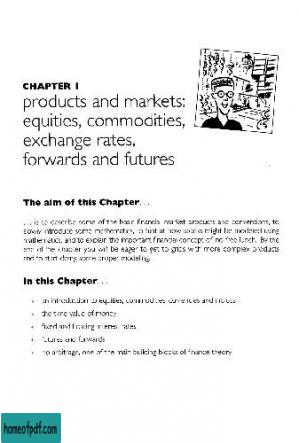 CHAPTER 1
products and markets:
equities, commodities,
exchange rates,
forwards and futures
The aim of this Chapter...
... is to describe some of the basic financial market products and conventions, to
slowly introduce some mathematics, to hint at how stocks might be modeled using
mathematics, and to explain the important financial concept of no free lunch. By the
end of the chapter you will be eager to get to grips with more complex products
and to start doing some proper modeling.
In this Chapter...
• an introduction to equities, commodities, currencies and indices
• the time value of money
• fixed and floating interest rates
• futures and forwards
• no arbitrage, one of the main building blocks of finance theory
homeofpdf.com